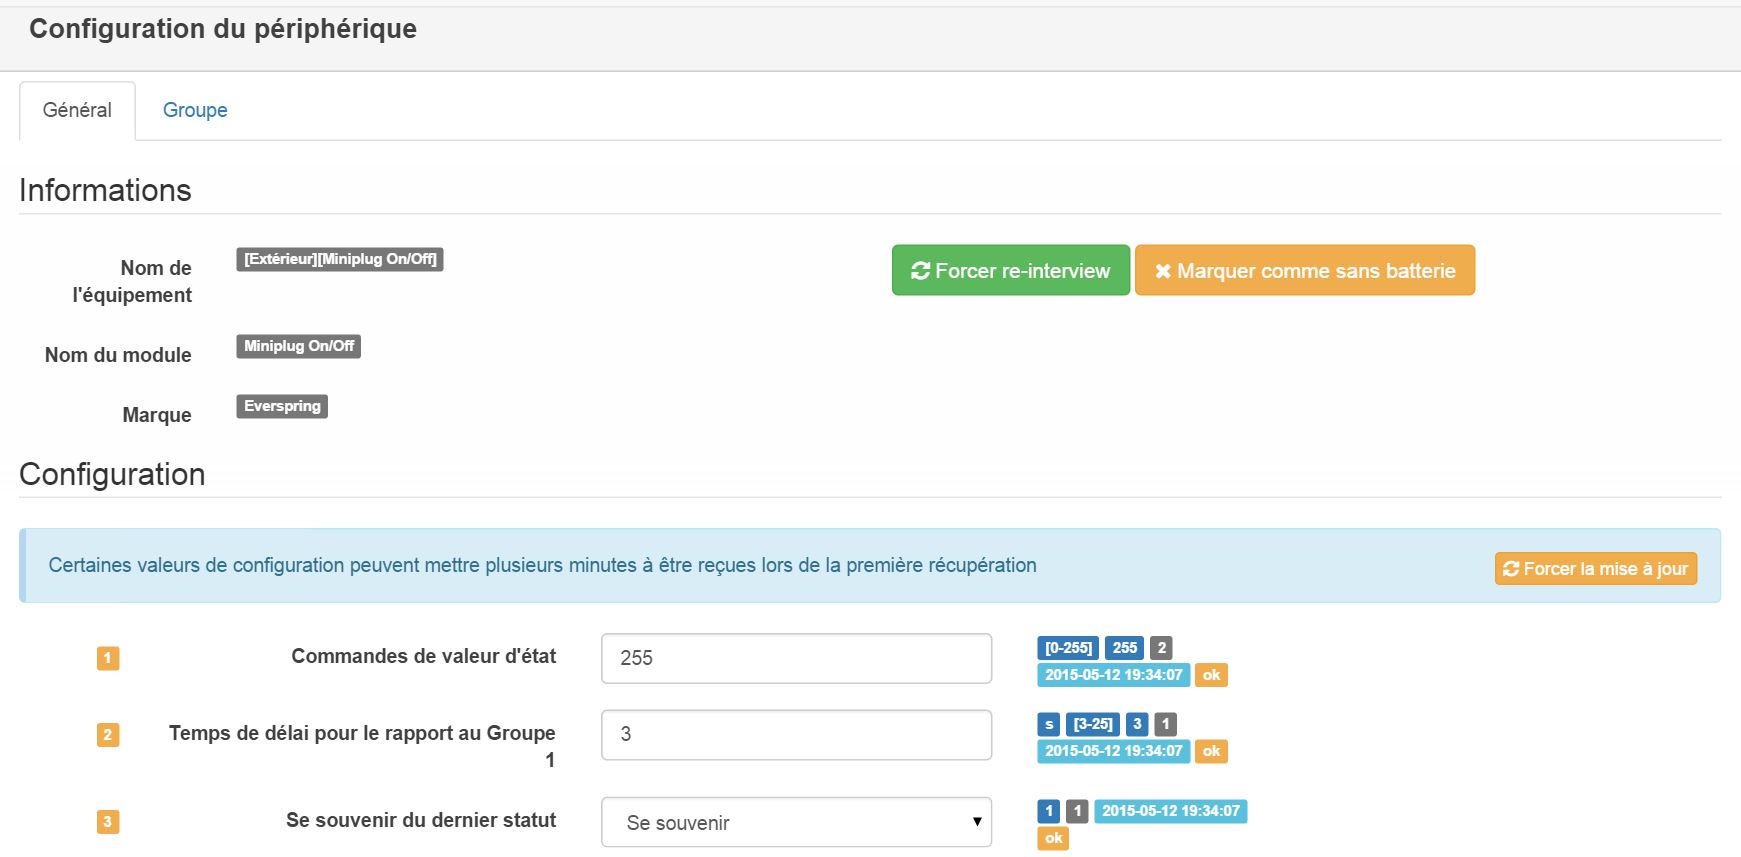 Configuration du périphérique
Général
Groupe
Informations
Nom de
l'équipement
[Extérieur][Miniplug On/Off]
Forcer re-interview
Marquer comme sans batterie
Nom du module
Miniplug On/Off
Marque
Everspring
Configuration
Certaines valeurs de configuration peuvent mettre plusieurs minutes à être reçues lors de la première récupération
Forcer la mise à jour
1
Commandes de valeur d'état
255
[0-255] 255 2
2015-05-12 19:34:07 ok
2
Temps de délai pour le rapport au Groupe
1
3
s [3-25] 3 1
2015-05-12 19:34:07 ok
3
Se souvenir du dernier statut
Se souvenir
1 1 2015-05-12 19:34:07
ok